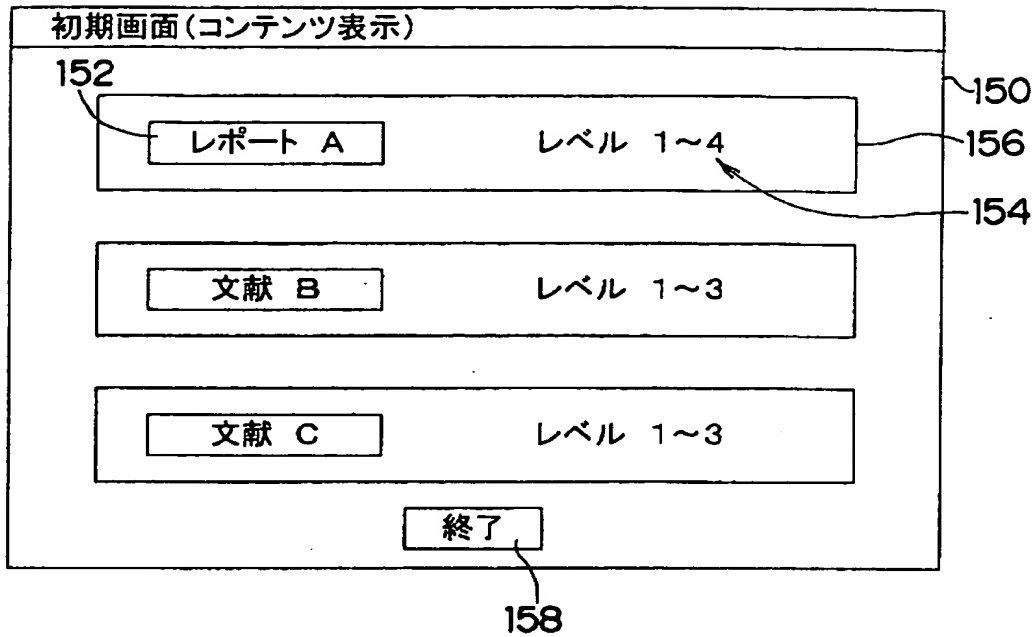 初期画面(コンテンツ表示)
152
150
レポート A レベル 1~4
156
154
文献 B レベル 1~3
文献 C レベル 1~3
終了
158